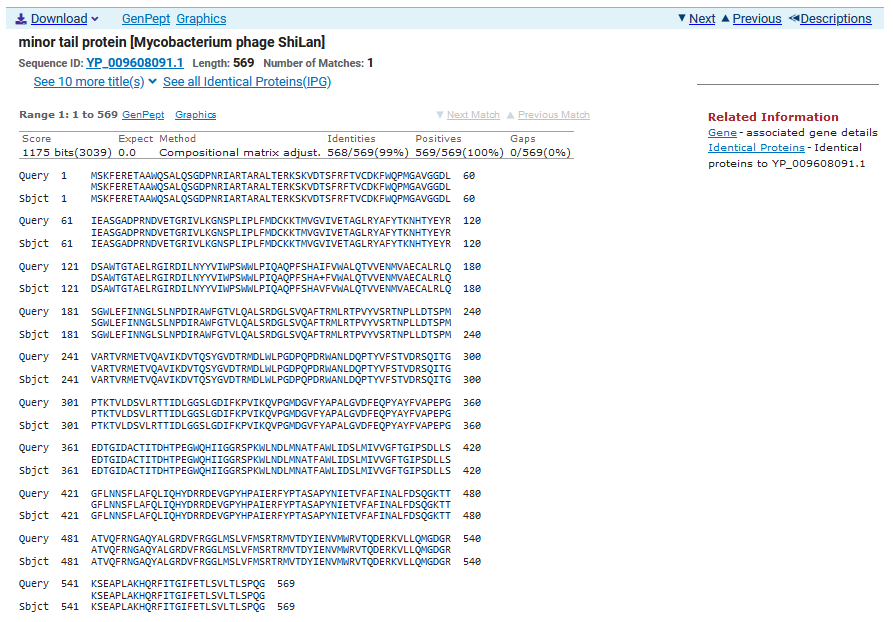 Download GenPept Graphics Next Previous Descriptions
minor tail protein [Mycobacterium phage ShiLan]
Sequence ID: YP_009608091.1 Length: 569 Number of Matches: 1
See 10 more title(s) See all Identical Proteins(IPG)
Range 1: 1 to 569 GenPept Graphics Next Match Previous Match
Score Expect Method Identities Positives Gaps
1175 bits(3039) 0.0 Compositional matrix adjust. 568/569(99%) 569/569(100%) 0/569(0%)
Query 1 MSKFERETAAWQSALQSGDPNRIARTARALTERKSKVDTSFRFTVCDKFWQPMGAVGGDL 60
MSKFERETAAWQSALQSGDPNRIARTARALTERKSKVDTSFRFTVCDKFWQPMGAVGGDL
Sbjct 1 MSKFERETAAWQSALQSGDPNRIARTARALTERKSKVDTSFRFTVCDKFWQPMGAVGGDL 60
Query 61 IEASGADPRNDVETGRIVLKGNSPLIPLFMDCKKTMVGVIVETAGLRYAFYTKNHTYEYR 120
IEASGADPRNDVETGRIVLKGNSPLIPLFMDCKKTMVGVIVETAGLRYAFYTKNHTYEYR
Sbjct 61 IEASGADPRNDVETGRIVLKGNSPLIPLFMDCKKTMVGVIVETAGLRYAFYTKNHTYEYR 120
Query 121 DSAWTGTAELRGIRDILNYYVIWPSWWLPIQAQPFSHAIFVWALQTVVENMVAECALRLQ 180
DSAWTGTAELRGIRDILNYYVIWPSWWLPIQAQPFSHA+FVWALQTVVENMVAECALRLQ
Sbjct 121 DSAWTGTAELRGIRDILNYYVIWPSWWLPIQAQPFSHAVFVWALQTVVENMVAECALRLQ 180
Query 181 SGWLEFINNGLSLNPDIRAWFGTVLQALSRDGLSVQAFTRMLRTPVYVSRTNPLLDTSPM 240
SGWLEFINNGLSLNPDIRAWFGTVLQALSRDGLSVQAFTRMLRTPVYVSRTNPLLDTSPM
Sbjct 181 SGWLEFINNGLSLNPDIRAWFGTVLQALSRDGLSVQAFTRMLRTPVYVSRTNPLLDTSPM 240
Query 241 VARTVRMETVQAVIKDVTQSYGVDTRMDLWLPGDPQPDRWANLDQPTYVFSTVDRSQITG 300
VARTVRMETVQAVIKDVTQSYGVDTRMDLWLPGDPQPDRWANLDQPTYVFSTVDRSQITG
Sbjct 241 VARTVRMETVQAVIKDVTQSYGVDTRMDLWLPGDPQPDRWANLDQPTYVFSTVDRSQITG 300
Query 301 PTKTVLDSVLRTTIDLGGSLGDIFKPVIKQVPGMDGVFYAPALGVDFEQPYAYFVAPEPG 360
PTKTVLDSVLRTTIDLGGSLGDIFKPVIKQVPGMDGVFYAPALGVDFEQPYAYFVAPEPG
Sbjct 301 PTKTVLDSVLRTTIDLGGSLGDIFKPVIKQVPGMDGVFYAPALGVDFEQPYAYFVAPEPG 360
Query 361 EDTGIDACTITDHTPEGWQHIIGGRSPKWLNDLMNATFAWLIDSLMIVVGFTGIPSDLLS 420
EDTGIDACTITDHTPEGWQHIIGGRSPKWLNDLMNATFAWLIDSLMIVVGFTGIPSDLLS
Sbjct 361 EDTGIDACTITDHTPEGWQHIIGGRSPKWLNDLMNATFAWLIDSLMIVVGFTGIPSDLLS 420
Query 421 GFLNNSFLAFQLIQHYDRRDEVGPYHPAIERFYPTASAPYNIETVFAFINALFDSQGKTT 480
GFLNNSFLAFQLIQHYDRRDEVGPYHPAIERFYPTASAPYNIETVFAFINALFDSQGKTT
Sbjct 421 GFLNNSFLAFQLIQHYDRRDEVGPYHPAIERFYPTASAPYNIETVFAFINALFDSQGKTT 480
Query 481 ATVQFRNGAQYALGRDVFRGGLMSLVFMSRTRMVTDYIENVMWRVTQDERKVLLQMGDGR 540
ATVQFRNGAQYALGRDVFRGGLMSLVFMSRTRMVTDYIENVMWRVTQDERKVLLQMGDGR
Sbjct 481 ATVQFRNGAQYALGRDVFRGGLMSLVFMSRTRMVTDYIENVMWRVTQDERKVLLQMGDGR 540
Query 541 KSEAPLAKHQRFITGIFETLSVLTLSPQG 569
KSEAPLAKHQRFITGIFETLSVLTLSPQG
Sbjct 541 KSEAPLAKHQRFITGIFETLSVLTLSPQG 569
Related Information
Gene - associated gene details
Identical Proteins - Identical
proteins to YP_009608091.1